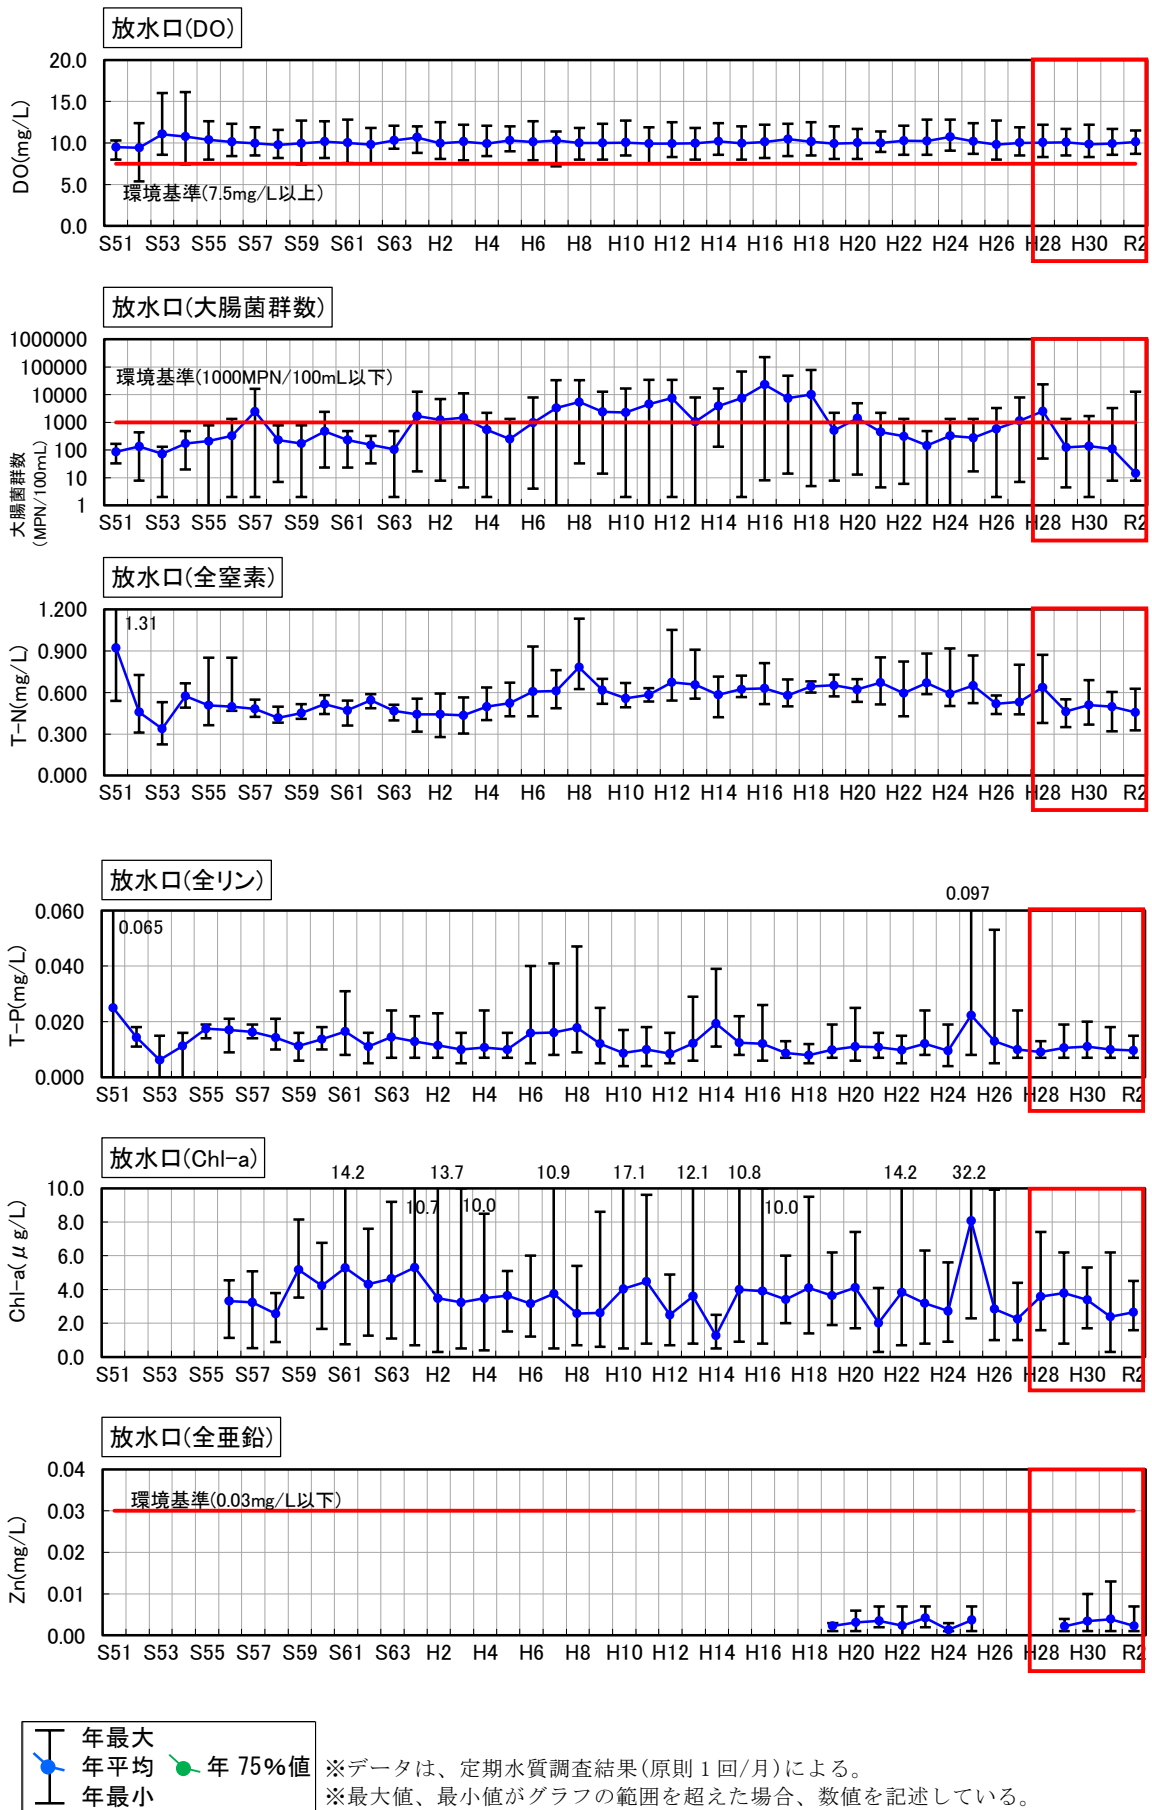 放水口(DO)
DO(mg/L)
20.0
15.0
10.0
5.0
0.0
環境基準(7.5mg/L以上)
S51 S53 S55 S57 S59 S61 S63 H2 H4 H6 H8 H10 H12 H14 H16 H18 H20 H22 H24 H26 H28 H30 R2
放水口(大腸菌群数)
大腸菌群数
(MPN/100mL)
1000000
100000
10000
1000
100
10
1
環境基準(1000MPN/100mL以下)
S51 S53 S55 S57 S59 S61 S63 H2 H4 H6 H8 H10 H12 H14 H16 H18 H20 H22 H24 H26 H28 H30 R2
放水口(全窒素)
T-N(mg/L)
1.200
0.900
0.600
0.300
0.000
1.31
S51 S53 S55 S57 S59 S61 S63 H2 H4 H6 H8 H10 H12 H14 H16 H18 H20 H22 H24 H26 H28 H30 R2
放水口(全リン)
T-P(mg/L)
0.060
0.040
0.020
0.000
0.065
0.097
S51 S53 S55 S57 S59 S61 S63 H2 H4 H6 H8 H10 H12 H14 H16 H18 H20 H22 H24 H26 H28 H30 R2
放水口(Chl-a)
Chl-a(μg/L)
10.0
8.0
6.0
4.0
2.0
0.0
14.2 13.7 10.9 17.1 12.1 10.8 14.2 32.2
10.7 10.0 10.0
S51 S53 S55 S57 S59 S61 S63 H2 H4 H6 H8 H10 H12 H14 H16 H18 H20 H22 H24 H26 H28 H30 R2
放水口(全亜鉛)
Zn(mg/L)
0.04
0.03
0.02
0.01
0.00
環境基準(0.03mg/L以下)
S51 S53 S55 S57 S59 S61 S63 H2 H4 H6 H8 H10 H12 H14 H16 H18 H20 H22 H24 H26 H28 H30 R2
年最大
年平均 年 75%値
年最小
※データは、定期水質調査結果(原則 1 回/月)による。
※最大値、最小値がグラフの範囲を超えた場合、数値を記述している。